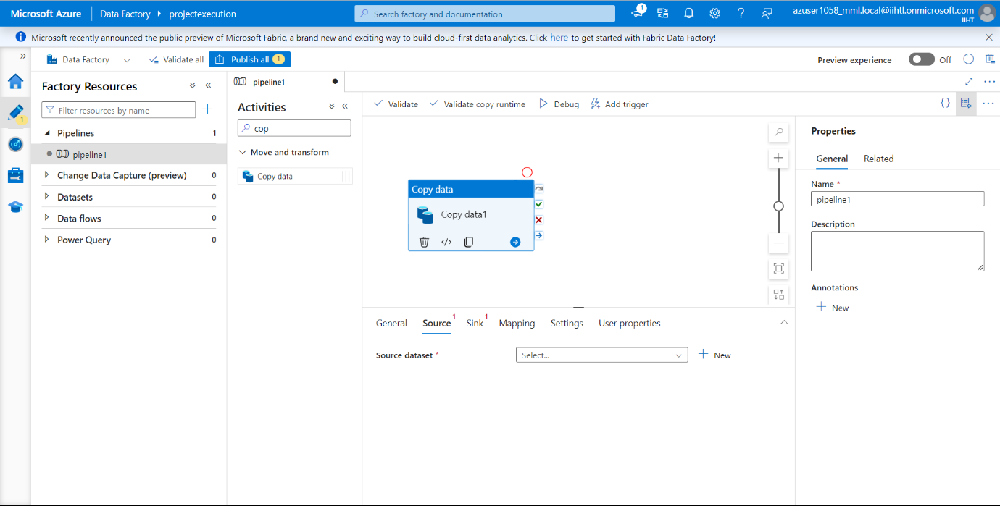 Microsoft Azure
Data Factory
projectexecution
Search factory and documentation
1
azuser1058_mml.local@iihtl.onmicrosoft.com
IIHT
Microsoft recently announced the public preview of Microsoft Fabric, a brand new and exciting way to build cloud-first data analytics. Click here to get started with Fabric Data Factory!
Data Factory
Validate all
Publish all 1
Preview experience
Off
1
Factory Resources
Filter resources by name
Pipelines 1
pipeline1
Change Data Capture (preview) 0
Datasets 0
Data flows 0
Power Query 0
pipeline1
Activities
cop
Move and transform
Copy data
Validate
Validate copy runtime
Debug
Add trigger
{}
Copy data
Copy data1
</>
General
Source 1
Sink 1
Mapping
Settings
User properties
Source dataset *
Select...
New
Properties
General
Related
Name *
pipeline1
Description
Annotations
New